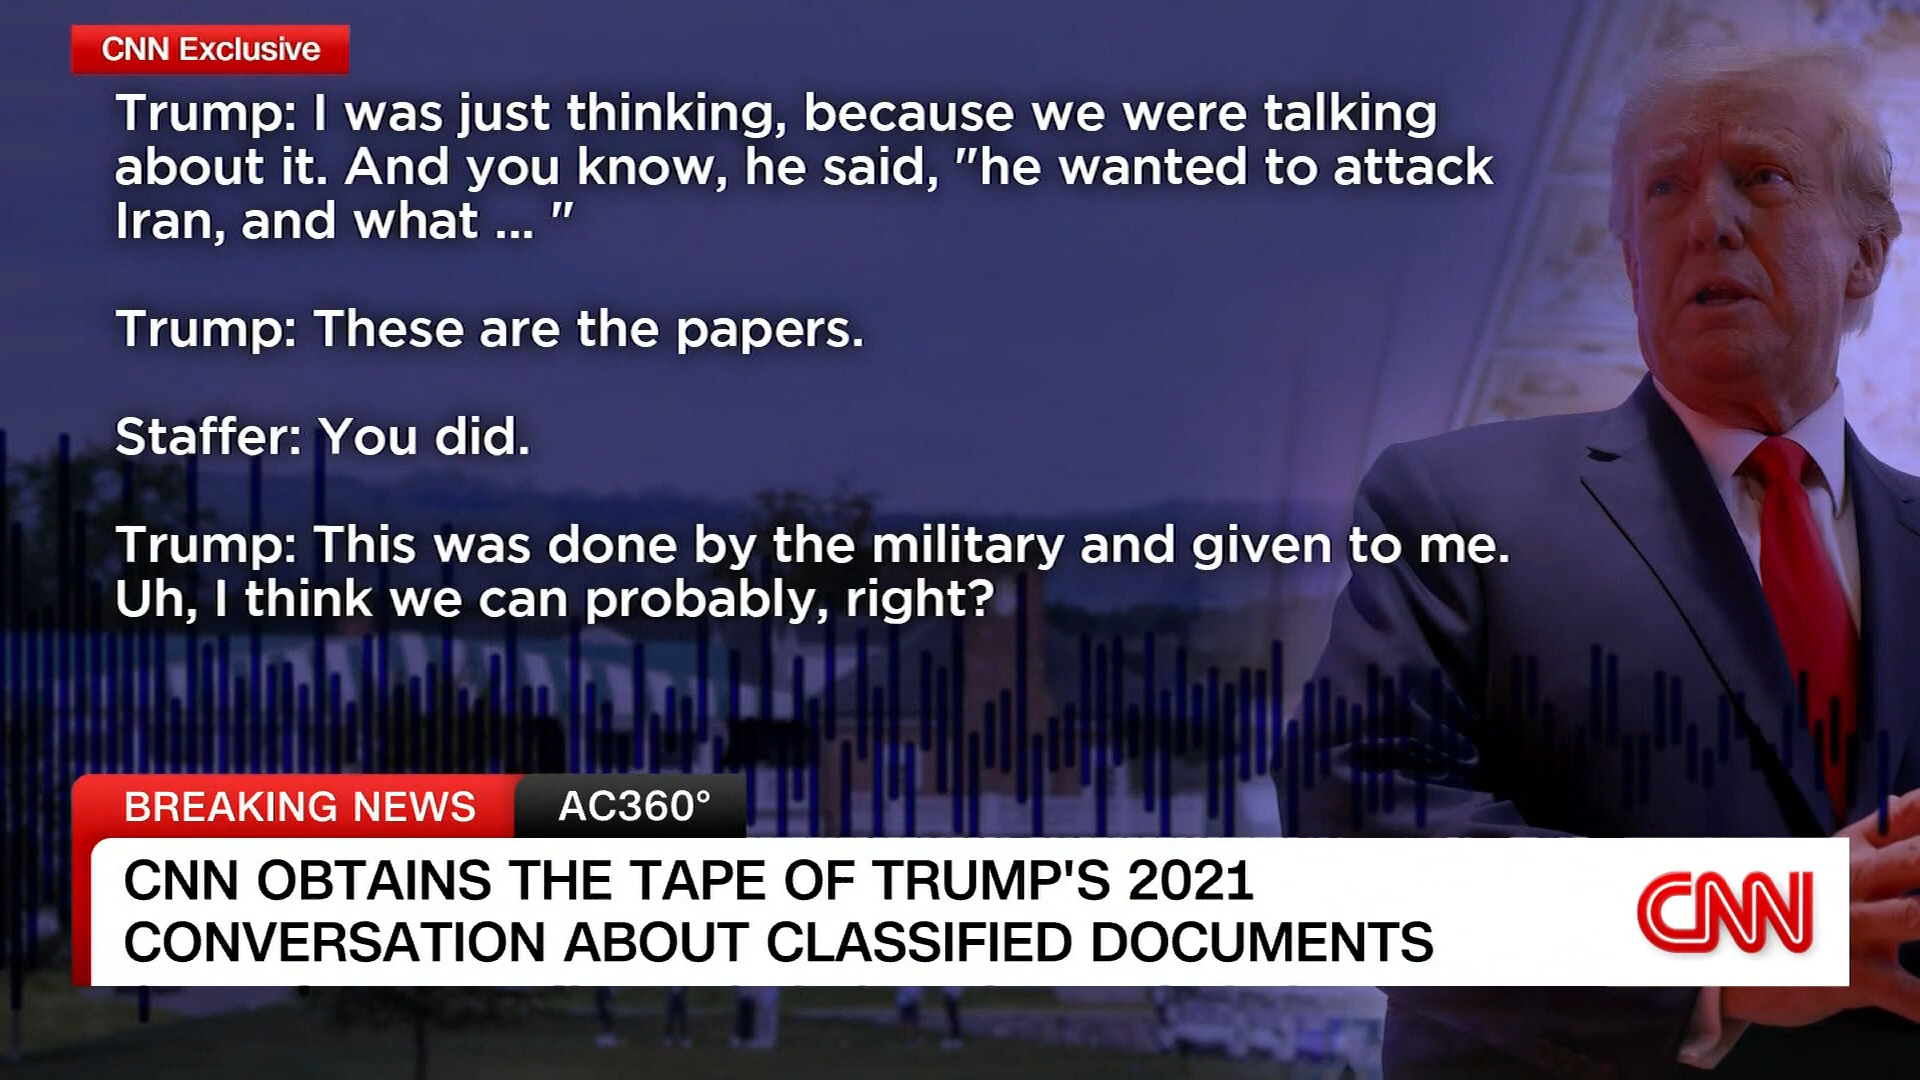 CNN Exclusive
Trump: I was just thinking, because we were talking
about it. And you know, he said, "he wanted to attack
Iran, and what ... "
Trump: These are the papers.
Staffer: You did.
Trump: This was done by the military and given to me.
Uh, I think we can probably, right?
BREAKING NEWS AC360°
CNN OBTAINS THE TAPE OF TRUMP'S 2021
CONVERSATION ABOUT CLASSIFIED DOCUMENTS
CNN